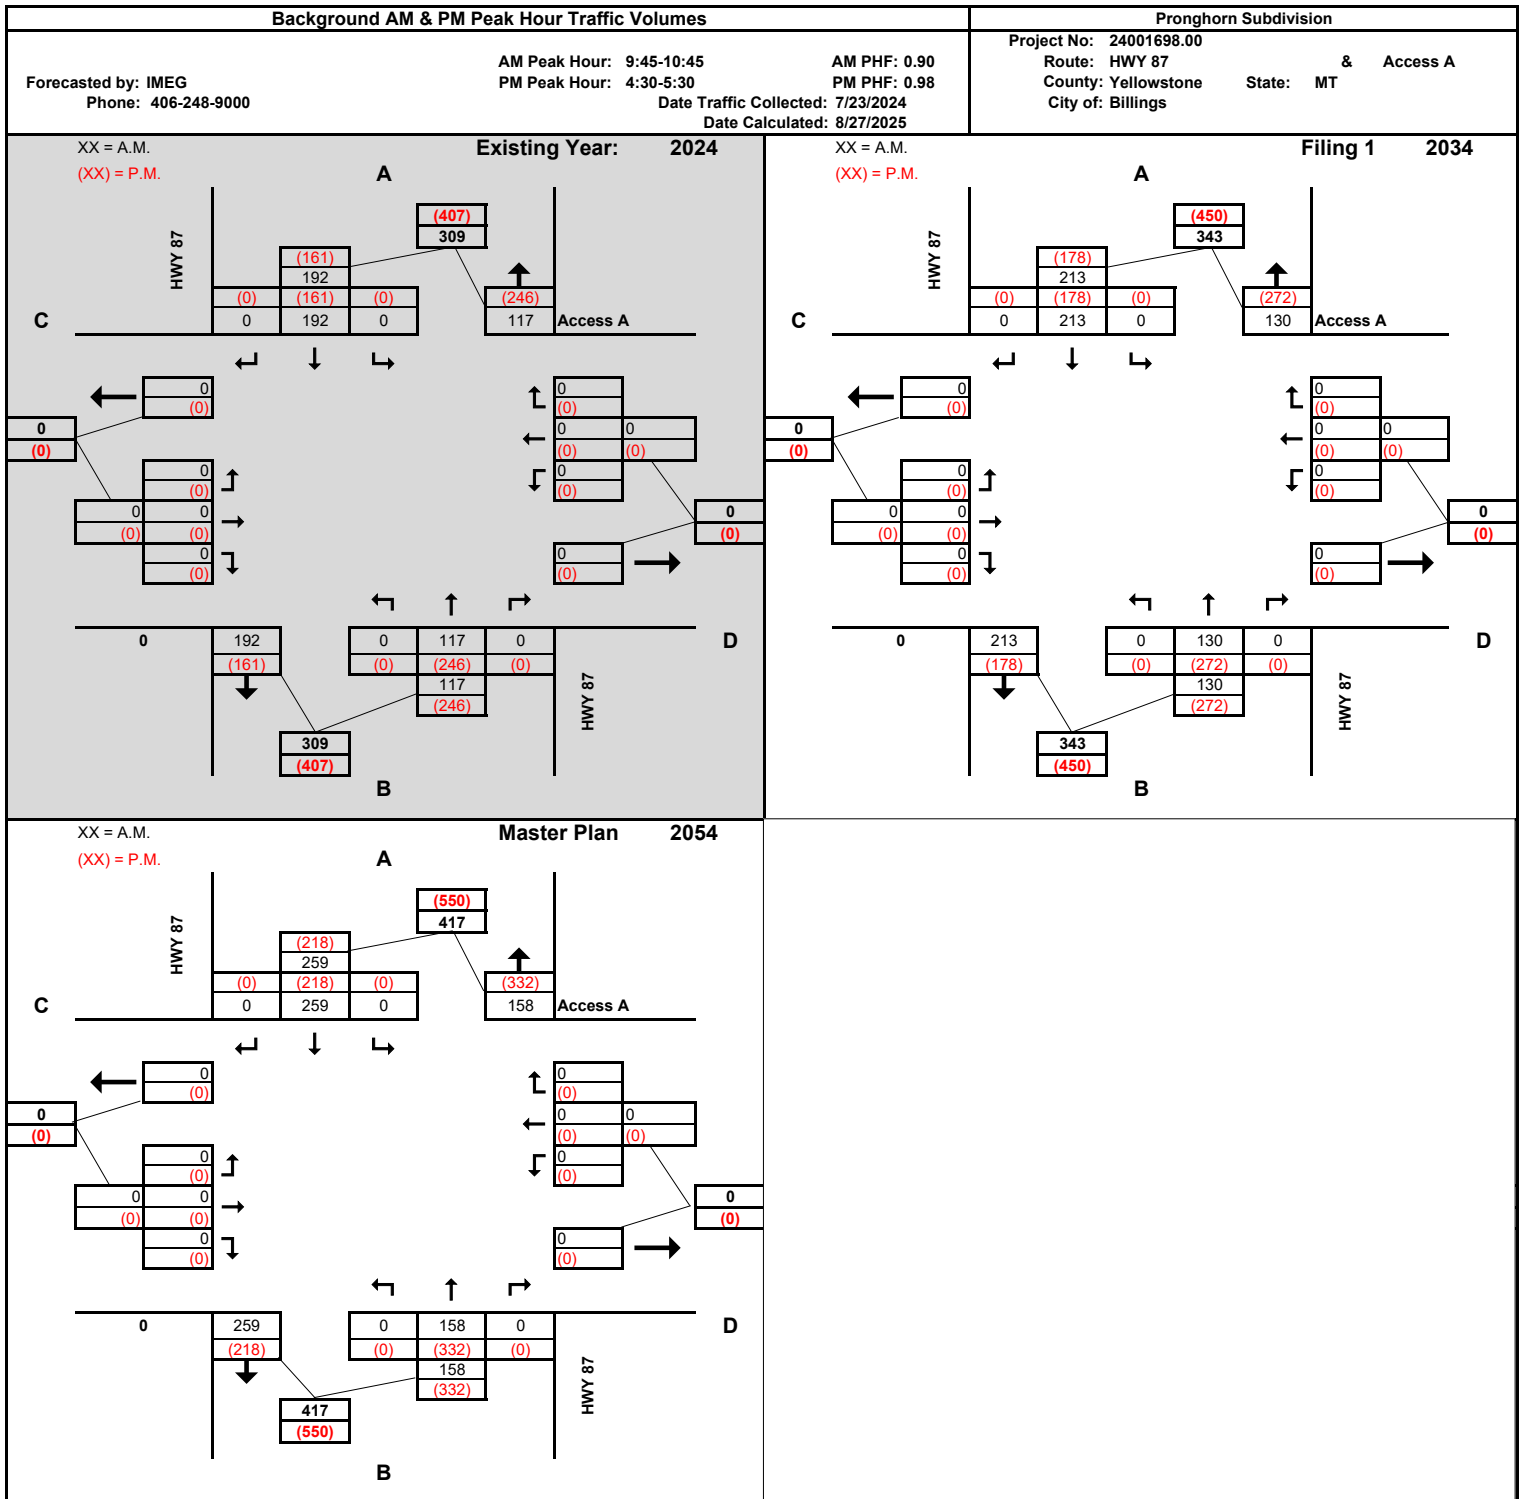 Background AM & PM Peak Hour Traffic Volumes
Pronghorn Subdivision
Project No: 24001698.00
AM Peak Hour: 9:45-10:45 AM PHF: 0.90
Route: HWY 87 & Access A
Forecasted by: IMEG PM Peak Hour: 4:30-5:30 PM PHF: 0.98
County: Yellowstone State: MT
Phone: 406-248-9000 Date Traffic Collected: 7/23/2024
City of: Billings
Date Calculated: 8/27/2025
XX = A.M. Existing Year: 2024
(XX) = P.M. A
(407)
309
HWY 87
(161)
192
(0) (161) (0) (246)
C 0 192 0 117 Access A
0 0
(0) (0)
0 0 0
(0) (0) (0)
0 0
(0) (0)
0 0 0
(0) (0) (0)
0 0
(0) (0)
0 192 0 117 0 D
(161) (0) (246) (0)
117
(246)
HWY 87
309
(407)
B
XX = A.M. Filing 1 2034
(XX) = P.M. A
(450)
343
HWY 87
(178)
213
(0) (178) (0) (272)
C 0 213 0 130 Access A
0 0
(0) (0)
0 0 0
(0) (0) (0)
0 0
(0) (0)
0 0 0
(0) (0) (0)
0 0
(0) (0)
0 213 0 130 0 D
(178) (0) (272) (0)
130
(272)
HWY 87
343
(450)
B
XX = A.M. Master Plan 2054
(XX) = P.M. A
(550)
417
HWY 87
(218)
259
(0) (218) (0) (332)
C 0 259 0 158 Access A
0 0
(0) (0)
0 0 0
(0) (0) (0)
0 0
(0) (0)
0 0 0
(0) (0) (0)
0 0
(0) (0)
0 259 0 158 0 D
(218) (0) (332) (0)
158
(332)
HWY 87
417
(550)
B